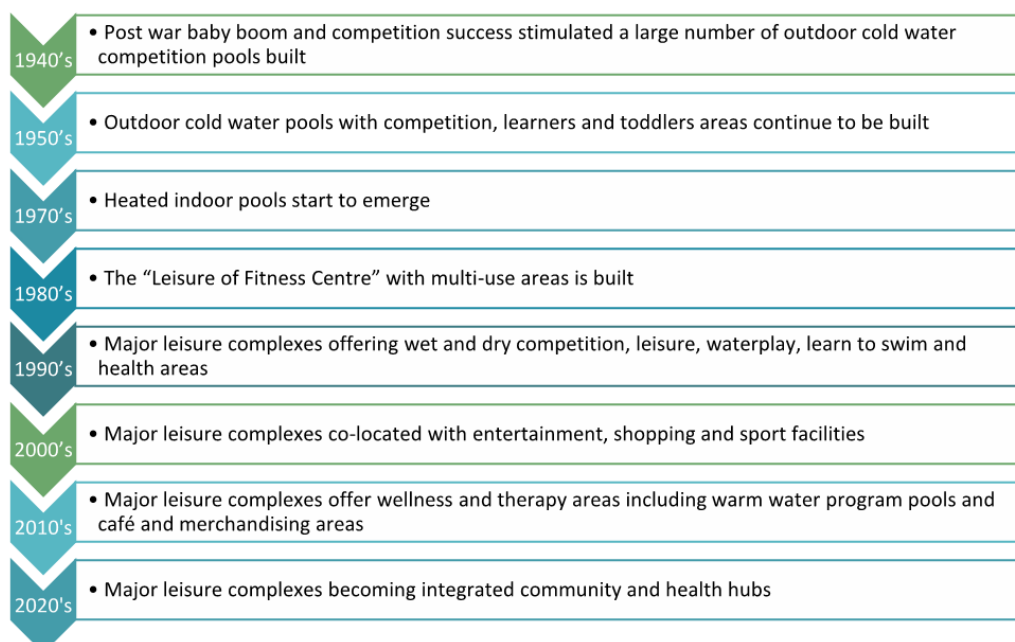 1940’s
• Post war baby boom and competition success stimulated a large number of outdoor cold water
competition pools built
1950’s
• Outdoor cold water pools with competition, learners and toddlers areas continue to be built
1970’s
• Heated indoor pools start to emerge
1980’s
• The “Leisure of Fitness Centre” with multi-use areas is built
1990’s
• Major leisure complexes offering wet and dry competition, leisure, waterplay, learn to swim and
health areas
2000’s
• Major leisure complexes co-located with entertainment, shopping and sport facilities
2010's
• Major leisure complexes offer wellness and therapy areas including warm water program pools and
café and merchandising areas
2020's
• Major leisure complexes becoming integrated community and health hubs